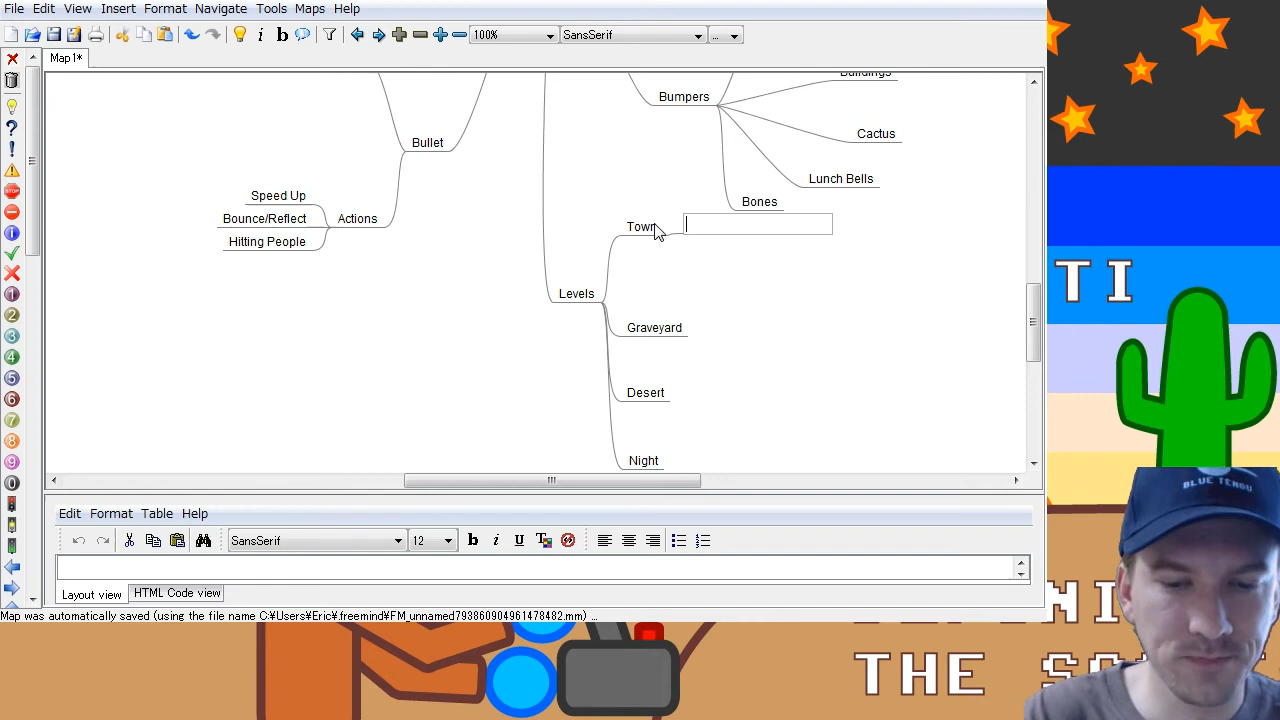 File Edit View Insert Format Navigate Tools Maps Help
100% SansSerif ...
Map1*
Buildings
Bumpers
Cactus
Bullet
Lunch Bells
Speed Up
Bones
Bounce/Reflect Actions
Town
Hitting People
TI
Levels
Graveyard
Desert
Night
BLUE TENGU
Edit Format Table Help
SansSerif 12
Layout view HTML Code view
Map was automatically saved (using the file name C:\Users\Eric\.freemind\FM_unnamed7938609049614784​82.mm) ...
THE